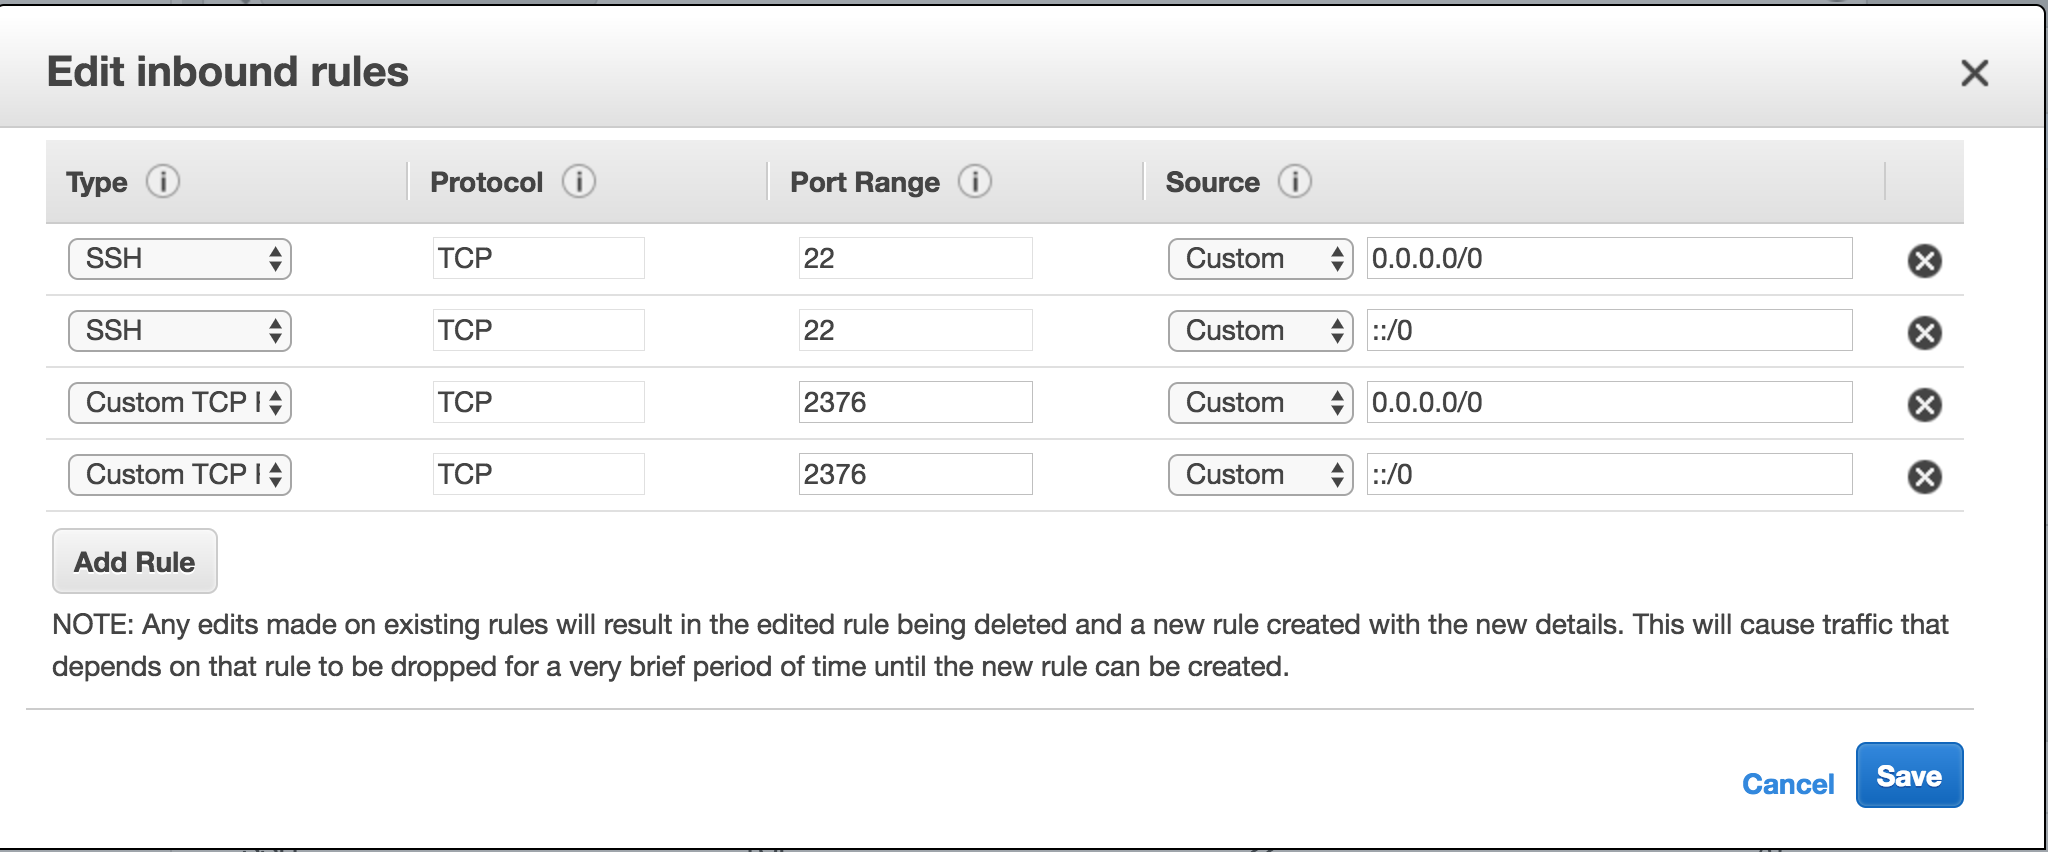 Edit inbound rules
Type Protocol Port Range Source
SSH TCP 22 Custom 0.0.0.0/0
SSH TCP 22 Custom ::/0
Custom TCP 2376 Custom 0.0.0.0/0
Custom TCP 2376 Custom ::/0
Add Rule
NOTE: Any edits made on existing rules will result in the edited rule being deleted and a new rule created with the new details. This will cause traffic that
depends on that rule to be dropped for a very brief period of time until the new rule can be created.
Cancel Save